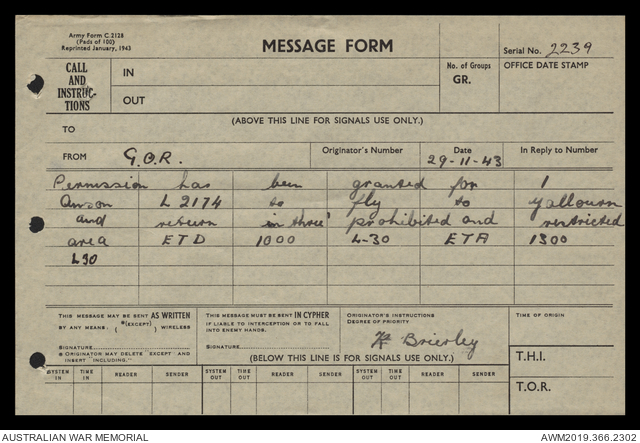 Army Form C.2128
(Pads of 100)
Reprinted January, 1943
MESSAGE FORM
Serial No. 2239
CALL
AND
INSTRUC-
TIONS
IN
OUT
No. of Groups
GR.
OFFICE DATE STAMP
(ABOVE THIS LINE FOR SIGNALS USE ONLY.)
TO
FROM G.O.R.
Originator's Number
Date
29-11-43
In Reply to Number
Permission has been granted for 1
Anson L 2174 to fly to Yallourn
and return in thro' prohibited and restricted
area ETD 1000 L-30 ETA 1300
L30
THIS MESSAGE MAY BE SENT AS WRITTEN
BY ANY MEANS. ( *(EXCEPT) ) WIRELESS
SIGNATURE
* ORIGINATOR MAY DELETE "EXCEPT AND
INSERT INCLUDING."
THIS MESSAGE MUST BE SENT IN CYPHER
IF LIABLE TO INTERCEPTION OR TO FALL
INTO ENEMY HANDS.
SIGNATURE
ORIGINATOR'S INSTRUCTIONS
DEGREE OF PRIORITY
Brierley
TIME OF ORIGIN
(BELOW THIS LINE IS FOR SIGNALS USE ONLY.)
T.H.I.
T.O.R.
SYSTEM IN TIME IN READER SENDER SYSTEM OUT TIME OUT READER SENDER SYSTEM OUT TIME OUT READER SENDER
AUSTRALIAN WAR MEMORIAL
AWM2019.366.2302